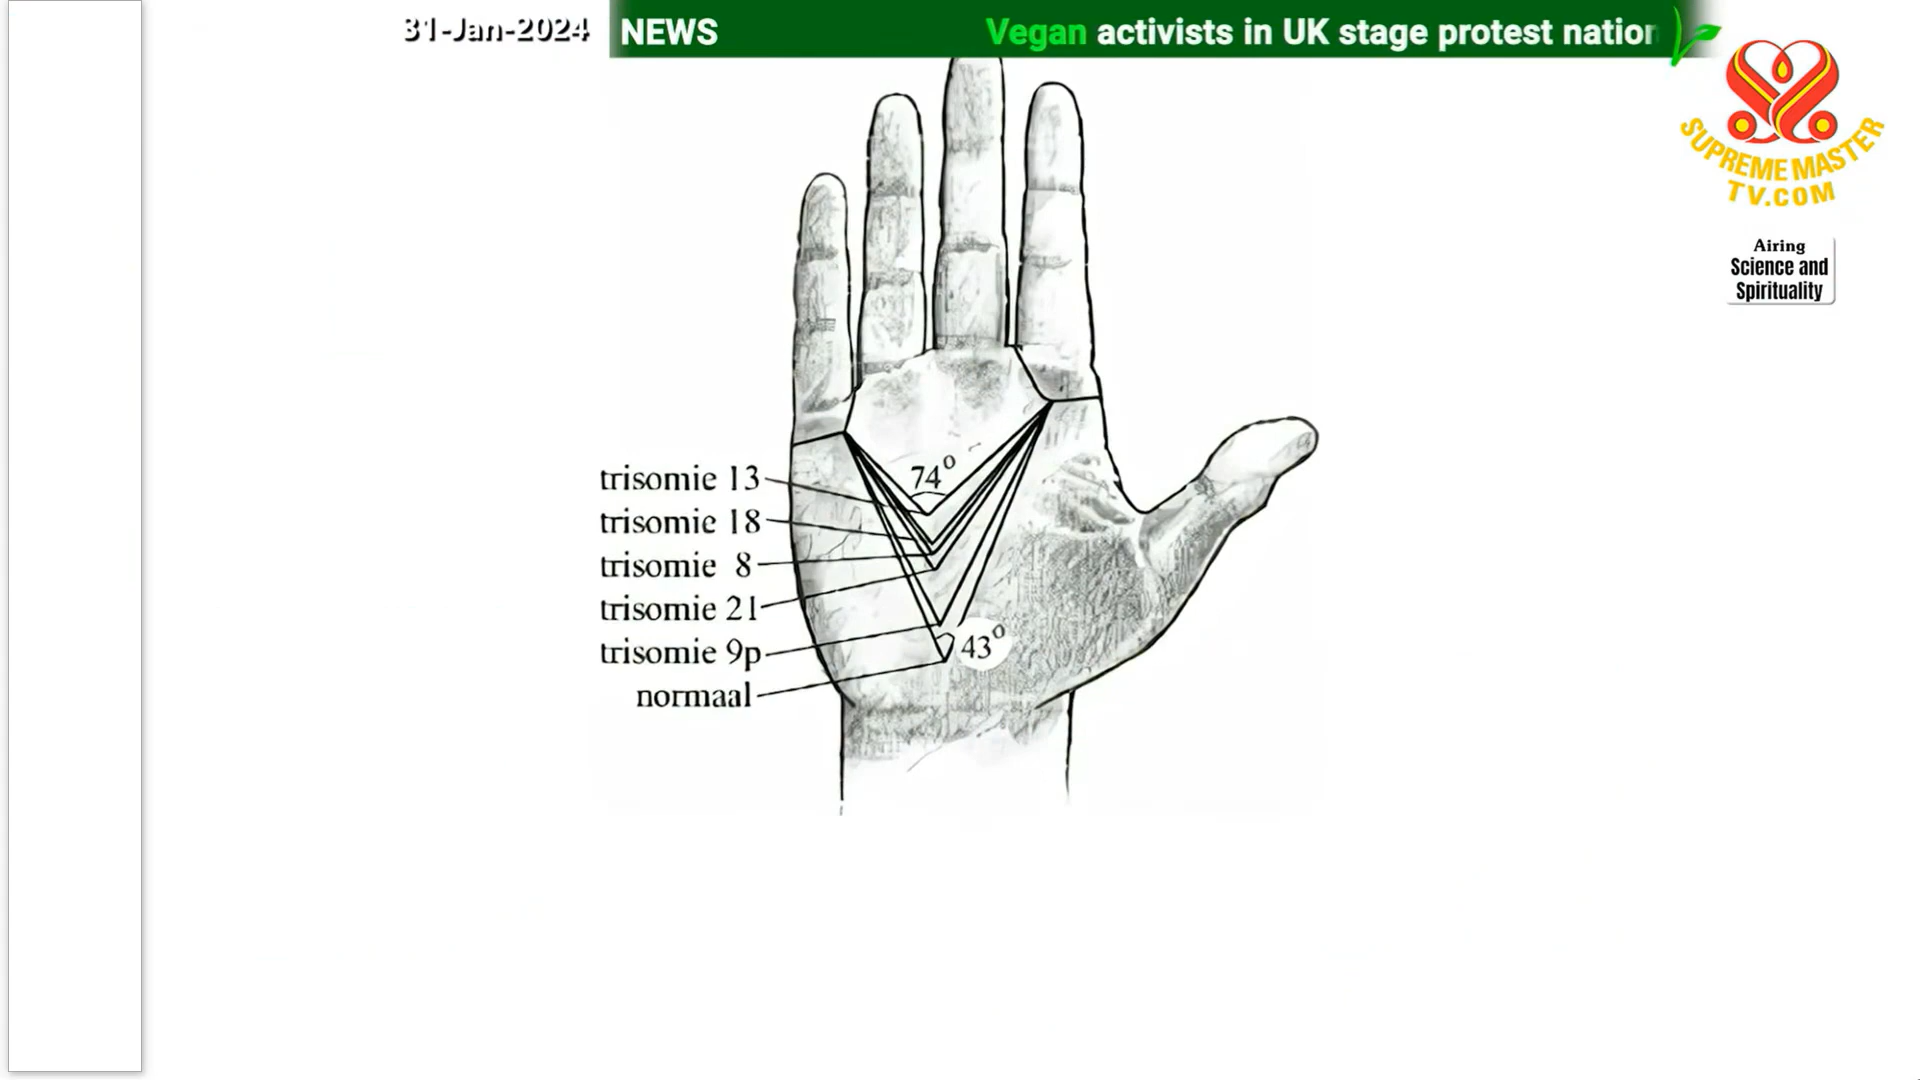 31-Jan-2024
NEWS
Vegan activists in UK stage protest nation
SUPREME MASTER
TV.COM
Airing
Science and
Spirituality
74°
trisomie 13
trisomie 18
trisomie 8
trisomie 21
trisomie 9p
43°
normaal